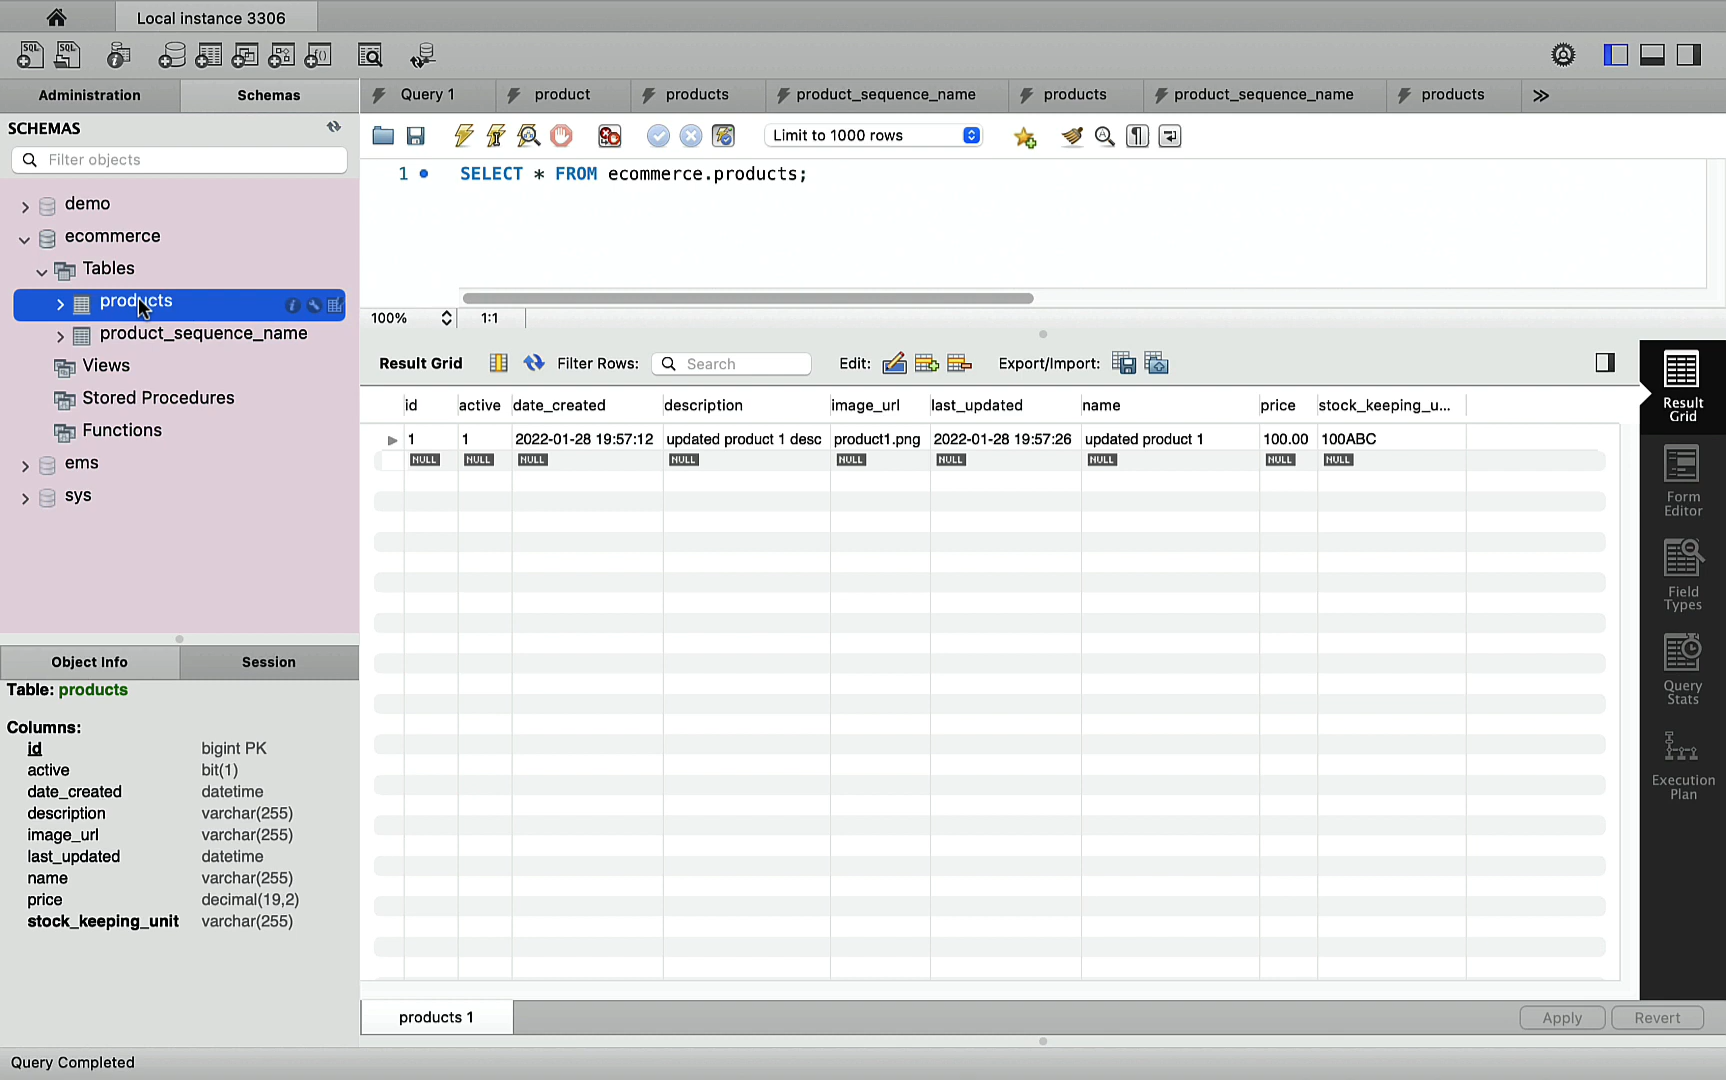 Local instance 3306
SQL SQL
Administration Schemas
Query 1 product products product_sequence_name products product_sequence_name products
SCHEMAS
Filter objects
Limit to 1000 rows
1 SELECT * FROM ecommerce.products;
demo
ecommerce
Tables
products
product_sequence_name
Views
Stored Procedures
Functions
ems
sys
100% 1:1
Result Grid Filter Rows: Search Edit: Export/Import:
id active date_created description image_url last_updated name price stock_keeping_u...
1 1 2022-01-28 19:57:12 updated product 1 desc product1.png 2022-01-28 19:57:26 updated product 1 100.00 100ABC
NULL NULL NULL NULL NULL NULL NULL NULL NULL
Result
Grid
Form
Editor
Field
Types
Query
Stats
Execution
Plan
Object Info Session
Table: products
Columns:
id bigint PK
active bit(1)
date_created datetime
description varchar(255)
image_url varchar(255)
last_updated datetime
name varchar(255)
price decimal(19,2)
stock_keeping_unit varchar(255)
products 1
Apply Revert
Query Completed